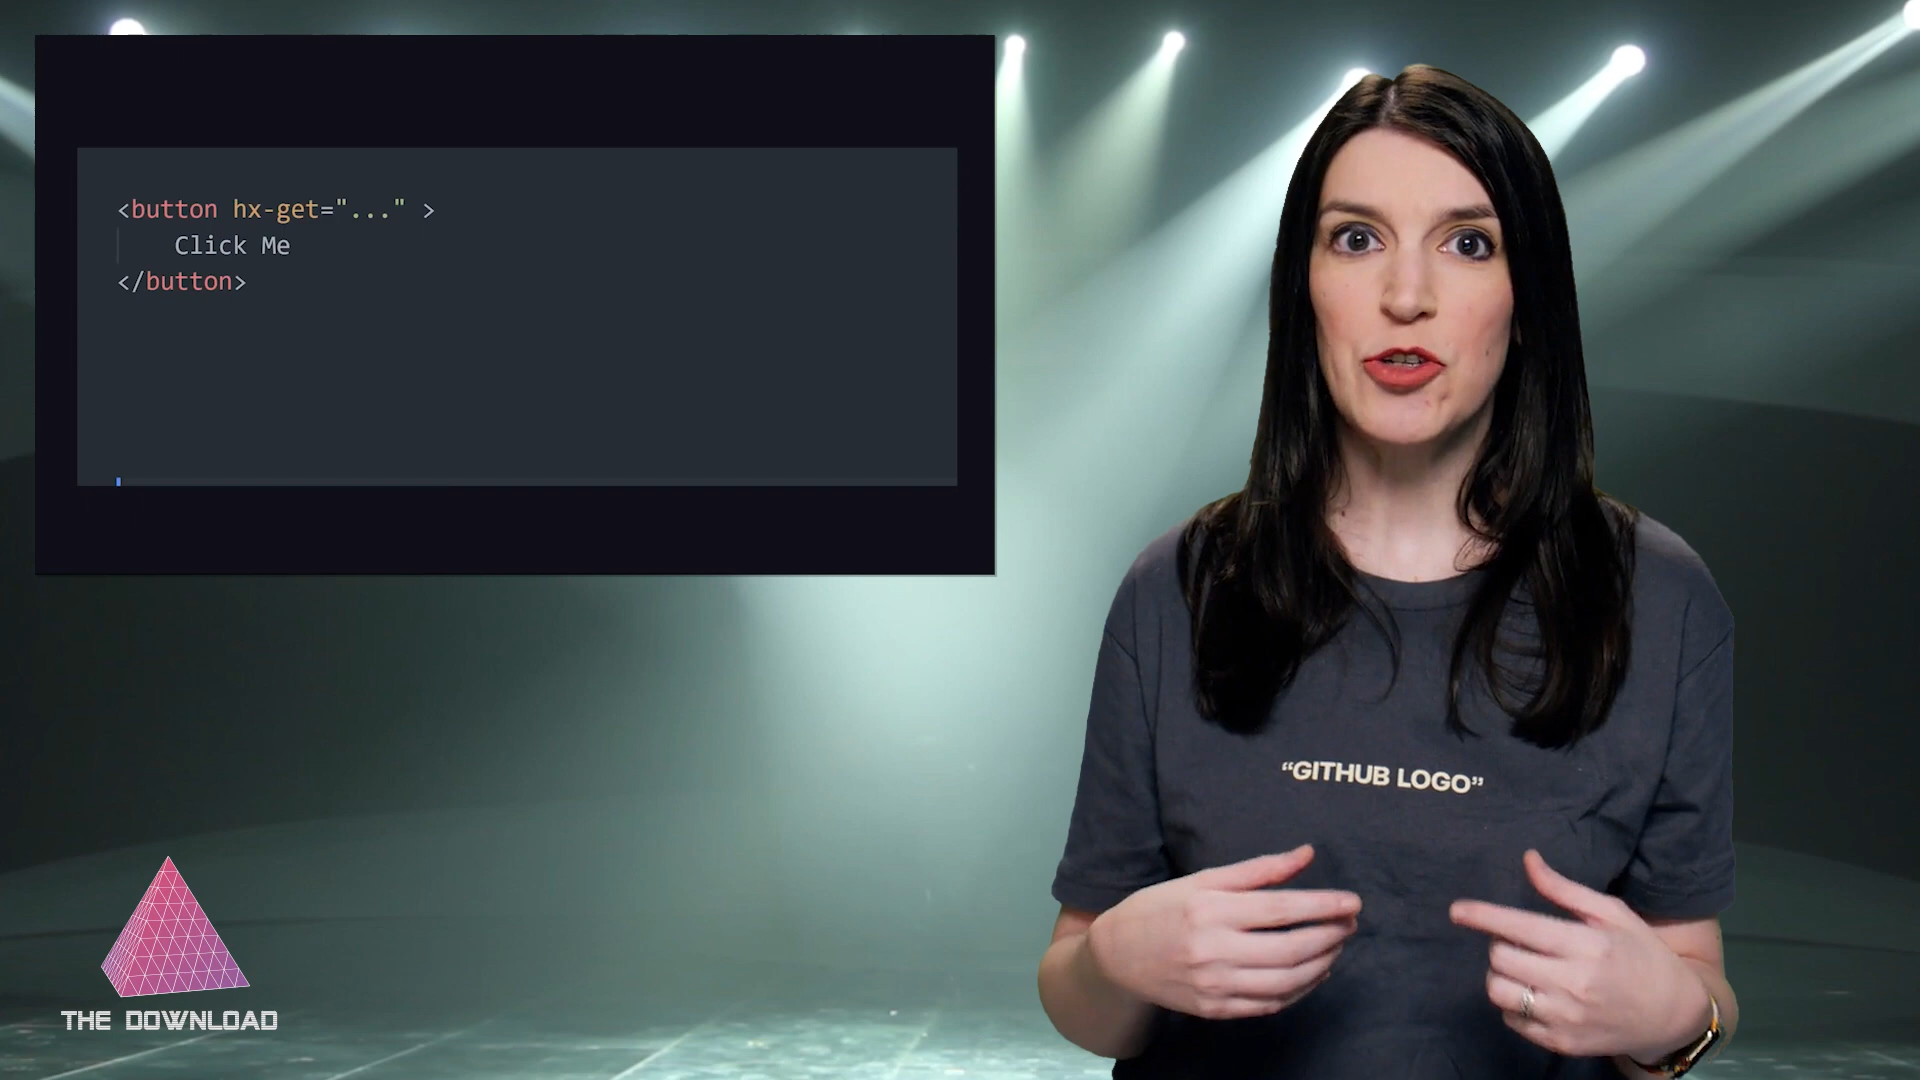 <button hx-get="..." >
Click Me
</button>
“GITHUB LOGO”
THE DOWNLOAD